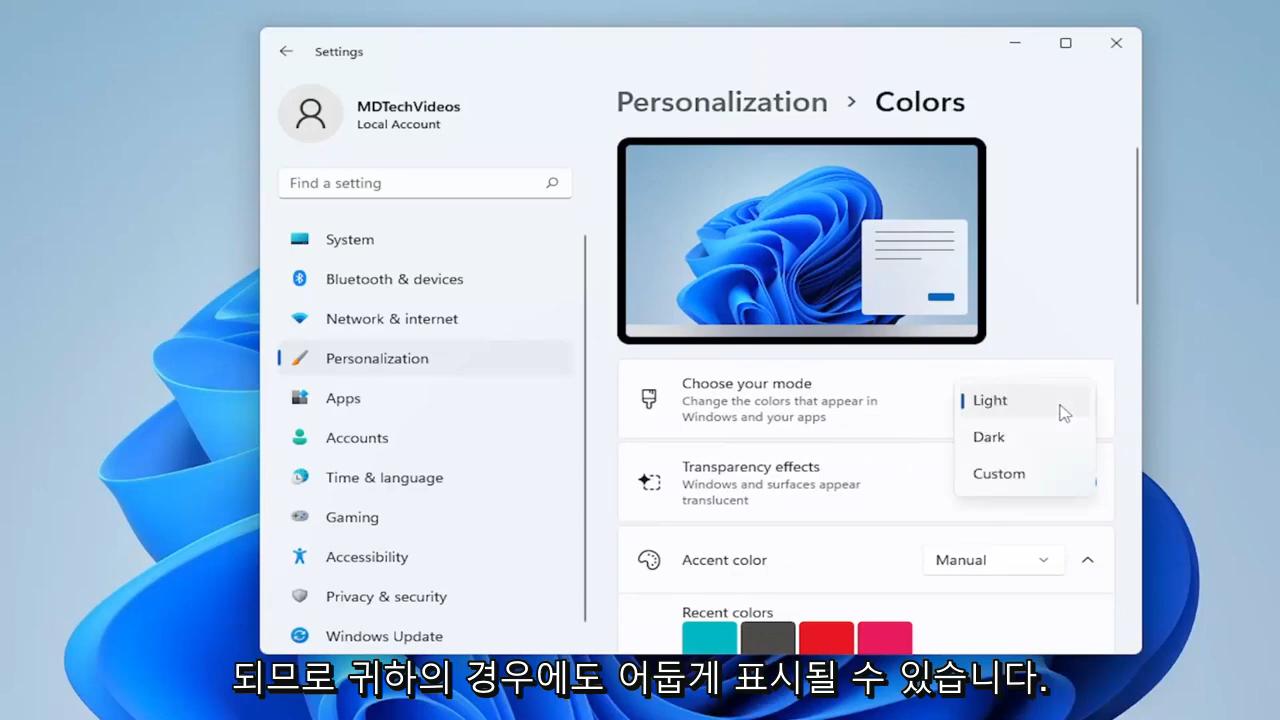 Settings
MDTechVideos
Local Account
Find a setting
System
Bluetooth & devices
Network & internet
Personalization
Apps
Accounts
Time & language
Gaming
Accessibility
Privacy & security
Windows Update
Personalization > Colors
Choose your mode
Change the colors that appear in
Windows and your apps
Light
Dark
Custom
Transparency effects
Windows and surfaces appear
translucent
Accent color
Manual
Recent colors
되므로 귀하의 경우에도 어둡게 표시될 수 있습니다.